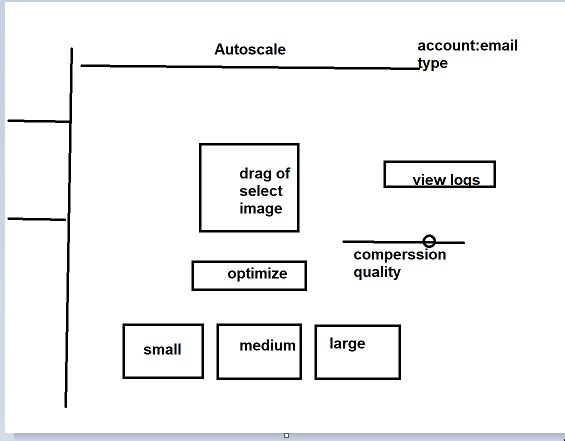 Autoscale
account:email
type
drag of
select
image
view logs
comperssion
quality
optimize
small
medium
large